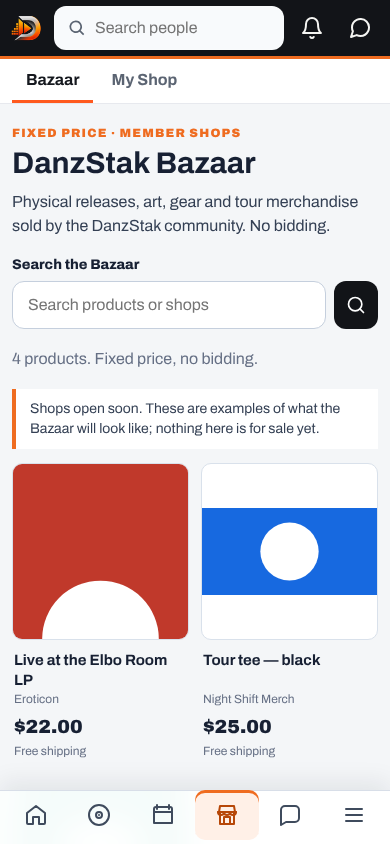 Search people
Bazaar
My Shop
FIXED PRICE · MEMBER SHOPS
DanzStak Bazaar
Physical releases, art, gear and tour merchandise
sold by the DanzStak community. No bidding.
Search the Bazaar
Search products or shops
4 products. Fixed price, no bidding.
Shops open soon. These are examples of what the
Bazaar will look like; nothing here is for sale yet.
Live at the Elbo Room
LP
Eroticon
$22.00
Free shipping
Tour tee — black
Night Shift Merch
$25.00
Free shipping